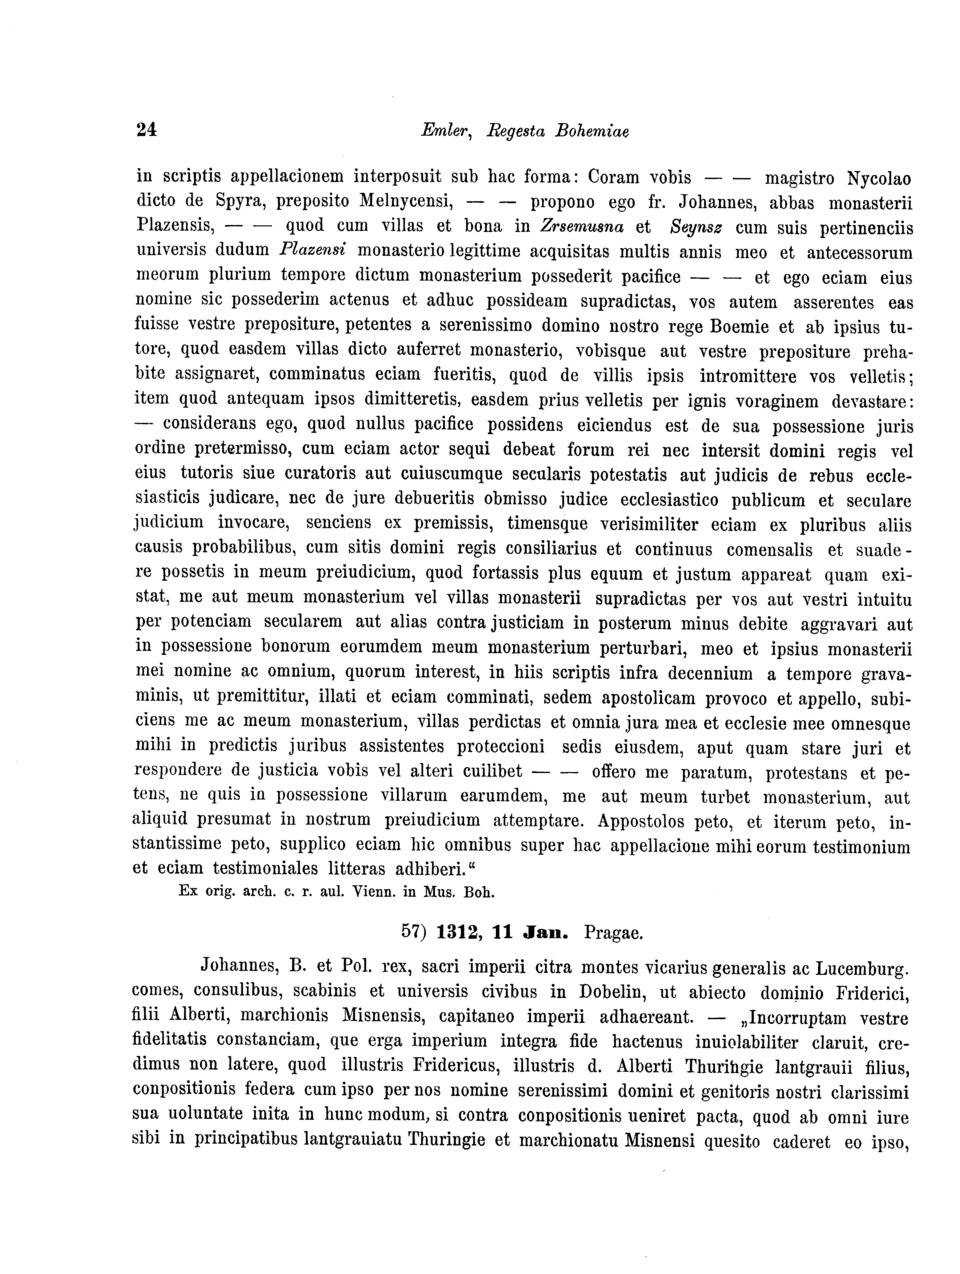 24 Emler, Regesta Bohemiae
in scriptis appellacionem interposuit sub hac forma: Coram vobis — — magistro Nycolao
dicto de Spyra, preposito Melnycensi, — — propono ego fr. Johannes, abbas monasterii
Plazensis, — — quod cum villas et bona in Zrsemusna et Seynsz cum suis pertinenciis
universis dudum Plazensi monasterio legittime acquisitas multis annis meo et antecessorum
meorum plurium tempore dictum monasterium possederit pacifice — — et ego eciam eius
nomine sic possederim actenus et adhuc possideam supradictas, vos autem asserentes eas
fuisse vestre prepositure, petentes a serenissimo domino nostro rege Boemie et ab ipsius tu-
tore, quod easdem villas dicto auferret monasterio, vobisque aut vestre prepositure preha-
bite assignaret, comminatus eciam fueritis, quod de villis ipsis intromittere vos velletis;
item quod antequam ipsos dimitteretis, easdem prius velletis per ignis voraginem devastare:
— considerans ego, quod nullus pacifice possidens eiciendus est de sua possessione juris
ordine pretermisso, cum eciam actor sequi debeat forum rei nec intersit domini regis vel
eius tutoris siue curatoris aut cuiuscumque secularis potestatis aut judicis de rebus eccle-
siasticis judicare, nec de jure debueritis obmisso judice ecclesiastico publicum et seculare
judicium invocare, senciens ex premissis, timensque verisimiliter eciam ex pluribus aliis
causis probabilibus, cum sitis domini regis consiliarius et continuus comensalis et suade-
re possetis in meum preiudicium, quod fortassis plus equum et justum appareat quam exi-
stat, me aut meum monasterium vel villas monasterii supradictas per vos aut vestri intuitu
per potenciam secularem aut alias contra justiciam in posterum minus debite aggravari aut
in possessione bonorum eorumdem meum monasterium perturbari, meo et ipsius monasterii
mei nomine ac omnium, quorum interest, in hiis scriptis infra decennium a tempore grava-
minis, ut premittitur, illati et eciam comminati, sedem apostolicam provoco et appello, subi-
ciens me ac meum monasterium, villas perdictas et omnia jura mea et ecclesie mee omnesque
mihi in predictis juribus assistentes proteccioni sedis eiusdem, aput quam stare juri et
respondere de justicia vobis vel alteri cuilibet — — offero me paratum, protestans et pe-
tens, ne quis in possessione villarum earumdem, me aut meum turbet monasterium, aut
aliquid presumat in nostrum preiudicium attemptare. Appostolos peto, et iterum peto, in-
stantissime peto, supplico eciam hic omnibus super hac appellacione mihi eorum testimonium
et eciam testimoniales litteras adhiberi.“
Ex orig. arch. c. r. aul. Vienn. in Mus. Boh.
57) 1312, 11 Jan. Pragae.
Johannes, B. et Pol. rex, sacri imperii citra montes vicarius generalis ac Lucemburg.
comes, consulibus, scabinis et universis civibus in Dobelin, ut abiecto dominio Friderici,
filii Alberti, marchionis Misnensis, capitaneo imperii adhaereant. — „Incorruptam vestre
fidelitatis constanciam, que erga imperium integra fide hactenus inuiolabiliter claruit, cre-
dimus non latere, quod illustris Fridericus, illustris d. Alberti Thuringie lantgrauii filius,
conpositionis federa cum ipso per nos nomine serenissimi domini et genitoris nostri clarissimi
sua uoluntate inita in hunc modum, si contra conpositionis ueniret pacta, quod ab omni iure
sibi in principatibus lantgrauiatu Thuringie et marchionatu Misnensi quesito caderet eo ipso,